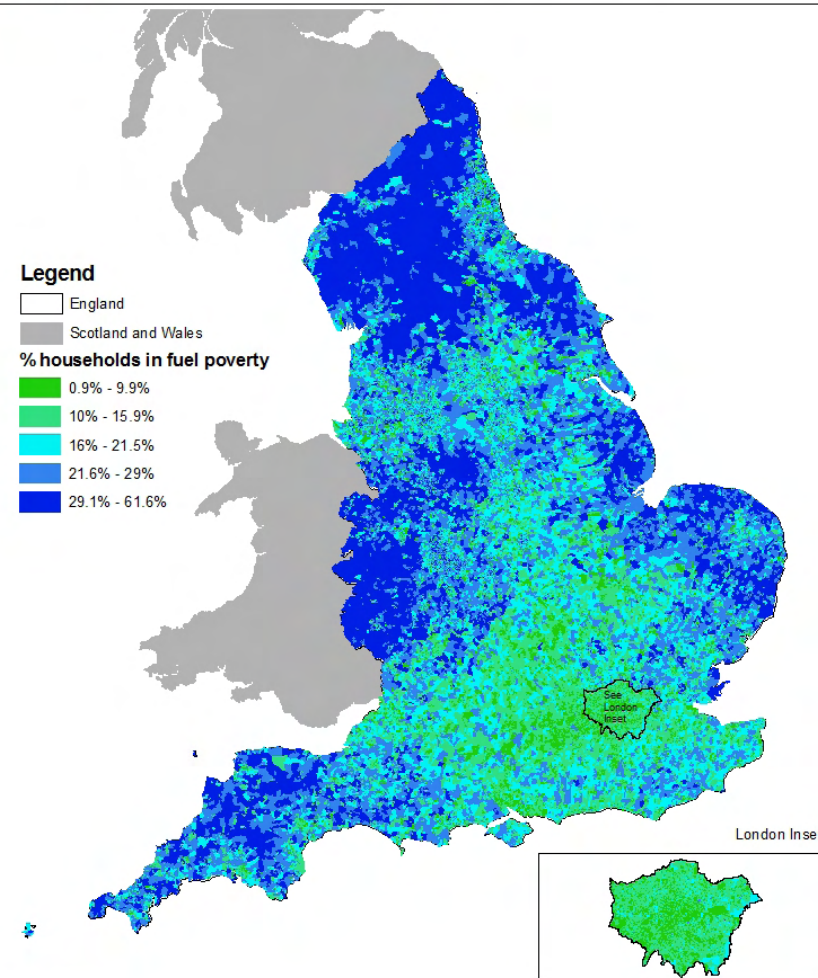 Legend
England
Scotland and Wales
% households in fuel poverty
0.9% - 9.9%
10% - 15.9%
16% - 21.5%
21.6% - 29%
29.1% - 61.6%
See
London
Inset
London Inse